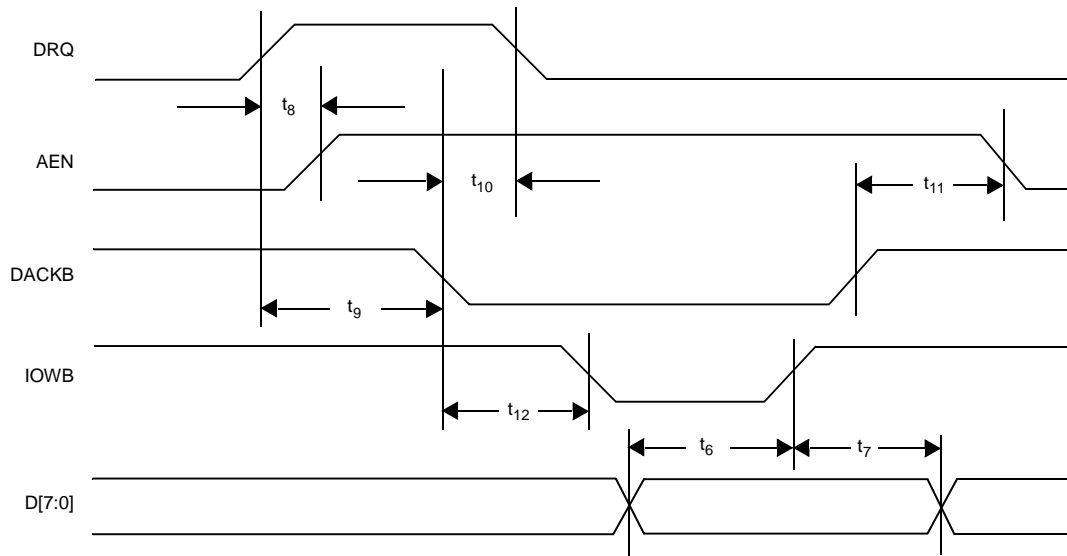 DRQ
t8
AEN
t10
t11
DACKB
t9
IOWB
t12
t6
t7
D[7:0]